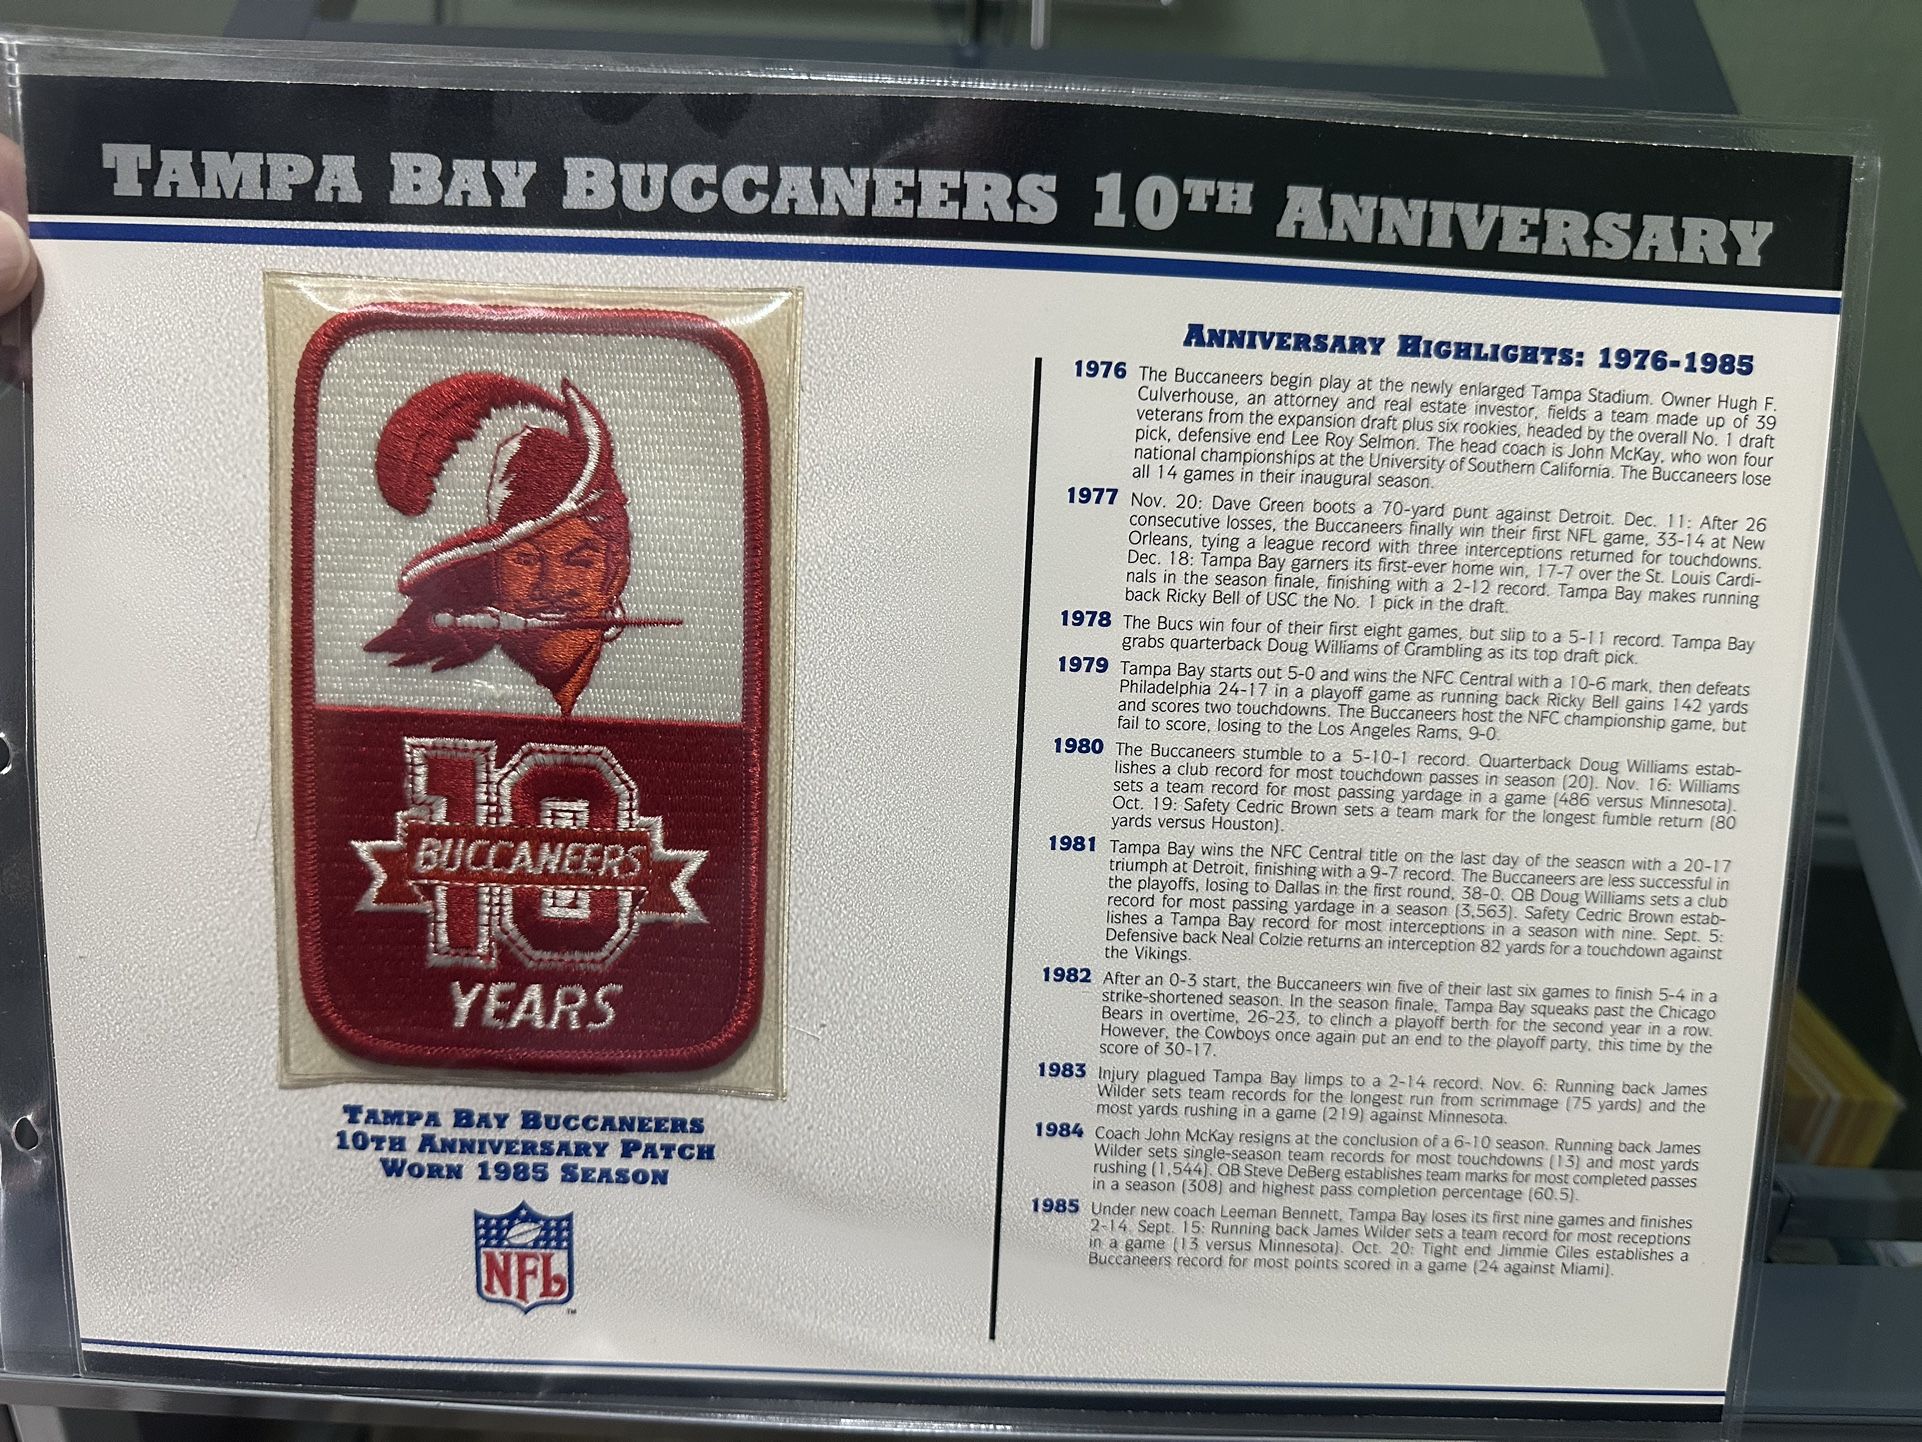 TAMPA BAY BUCCANEERS 10TH ANNIVERSARY
10
BUCCANEERS
YEARS
TAMPA BAY BUCCANEERS
10TH ANNIVERSARY PATCH
WORN 1985 SEASON
NFL
TM
ANNIVERSARY HIGHLIGHTS: 1976-1985
1976 The Buccaneers begin play at the newly enlarged Tampa Stadium. Owner Hugh F.
Culverhouse, an attorney and real estate investor, fields a team made up of 39
veterans from the expansion draft plus six rookies, headed by the overall No. 1 draft
pick, defensive end Lee Roy Selmon. The head coach is John McKay, who won four
national championships at the University of Southern California. The Buccaneers lose
all 14 games in their inaugural season.
1977 Nov. 20: Dave Green boots a 70-yard punt against Detroit. Dec. 11: After 26
consecutive losses, the Buccaneers finally win their first NFL game, 33-14 at New
Orleans, tying a league record with three interceptions returned for touchdowns.
Dec. 18: Tampa Bay garners its first-ever home win, 17-7 over the St. Louis Cardi-
nals in the season finale, finishing with a 2-12 record. Tampa Bay makes running
back Ricky Bell of USC the No. 1 pick in the draft.
1978 The Bucs win four of their first eight games, but slip to a 5-11 record. Tampa Bay
grabs quarterback Doug Williams of Grambling as its top draft pick.
1979 Tampa Bay starts out 5-0 and wins the NFC Central with a 10-6 mark, then defeats
Philadelphia 24-17 in a playoff game as running back Ricky Bell gains 142 yards
and scores two touchdowns. The Buccaneers host the NFC championship game, but
fail to score, losing to the Los Angeles Rams, 9-0.
1980 The Buccaneers stumble to a 5-10-1 record. Quarterback Doug Williams estab-
lishes a club record for most touchdown passes in season (20). Nov. 16: Williams
sets a team record for most passing yardage in a game (486 versus Minnesota).
Oct. 19: Safety Cedric Brown sets a team mark for the longest fumble return (80
yards versus Houston).
1981 Tampa Bay wins the NFC Central title on the last day of the season with a 20-17
triumph at Detroit, finishing with a 9-7 record. The Buccaneers are less successful in
the playoffs, losing to Dallas in the first round, 38-0. QB Doug Williams sets a club
record for most passing yardage in a season (3,563). Safety Cedric Brown estab-
lishes a Tampa Bay record for most interceptions in a season with nine. Sept. 5:
Defensive back Neal Colzie returns an interception 82 yards for a touchdown against
the Vikings.
1982 After an 0-3 start, the Buccaneers win five of their last six games to finish 5-4 in a
strike-shortened season. In the season finale, Tampa Bay squeaks past the Chicago
Bears in overtime, 26-23, to clinch a playoff berth for the second year in a row.
However, the Cowboys once again put an end to the playoff party, this time by the
score of 30-17.
1983 Injury plagued Tampa Bay limps to a 2-14 record. Nov. 6: Running back James
Wilder sets team records for the longest run from scrimmage (75 yards) and the
most yards rushing in a game (219) against Minnesota.
1984 Coach John McKay resigns at the conclusion of a 6-10 season. Running back James
Wilder sets single-season team records for most touchdowns (13) and most yards
rushing (1,544). QB Steve DeBerg establishes team marks for most completed passes
in a season (308) and highest pass completion percentage (60.5).
1985 Under new coach Leeman Bennett, Tampa Bay loses its first nine games and finishes
2-14. Sept. 15: Running back James Wilder sets a team record for most receptions
in a game (13 versus Minnesota). Oct. 20: Tight end Jimmie Giles establishes a
Buccaneers record for most points scored in a game (24 against Miami).